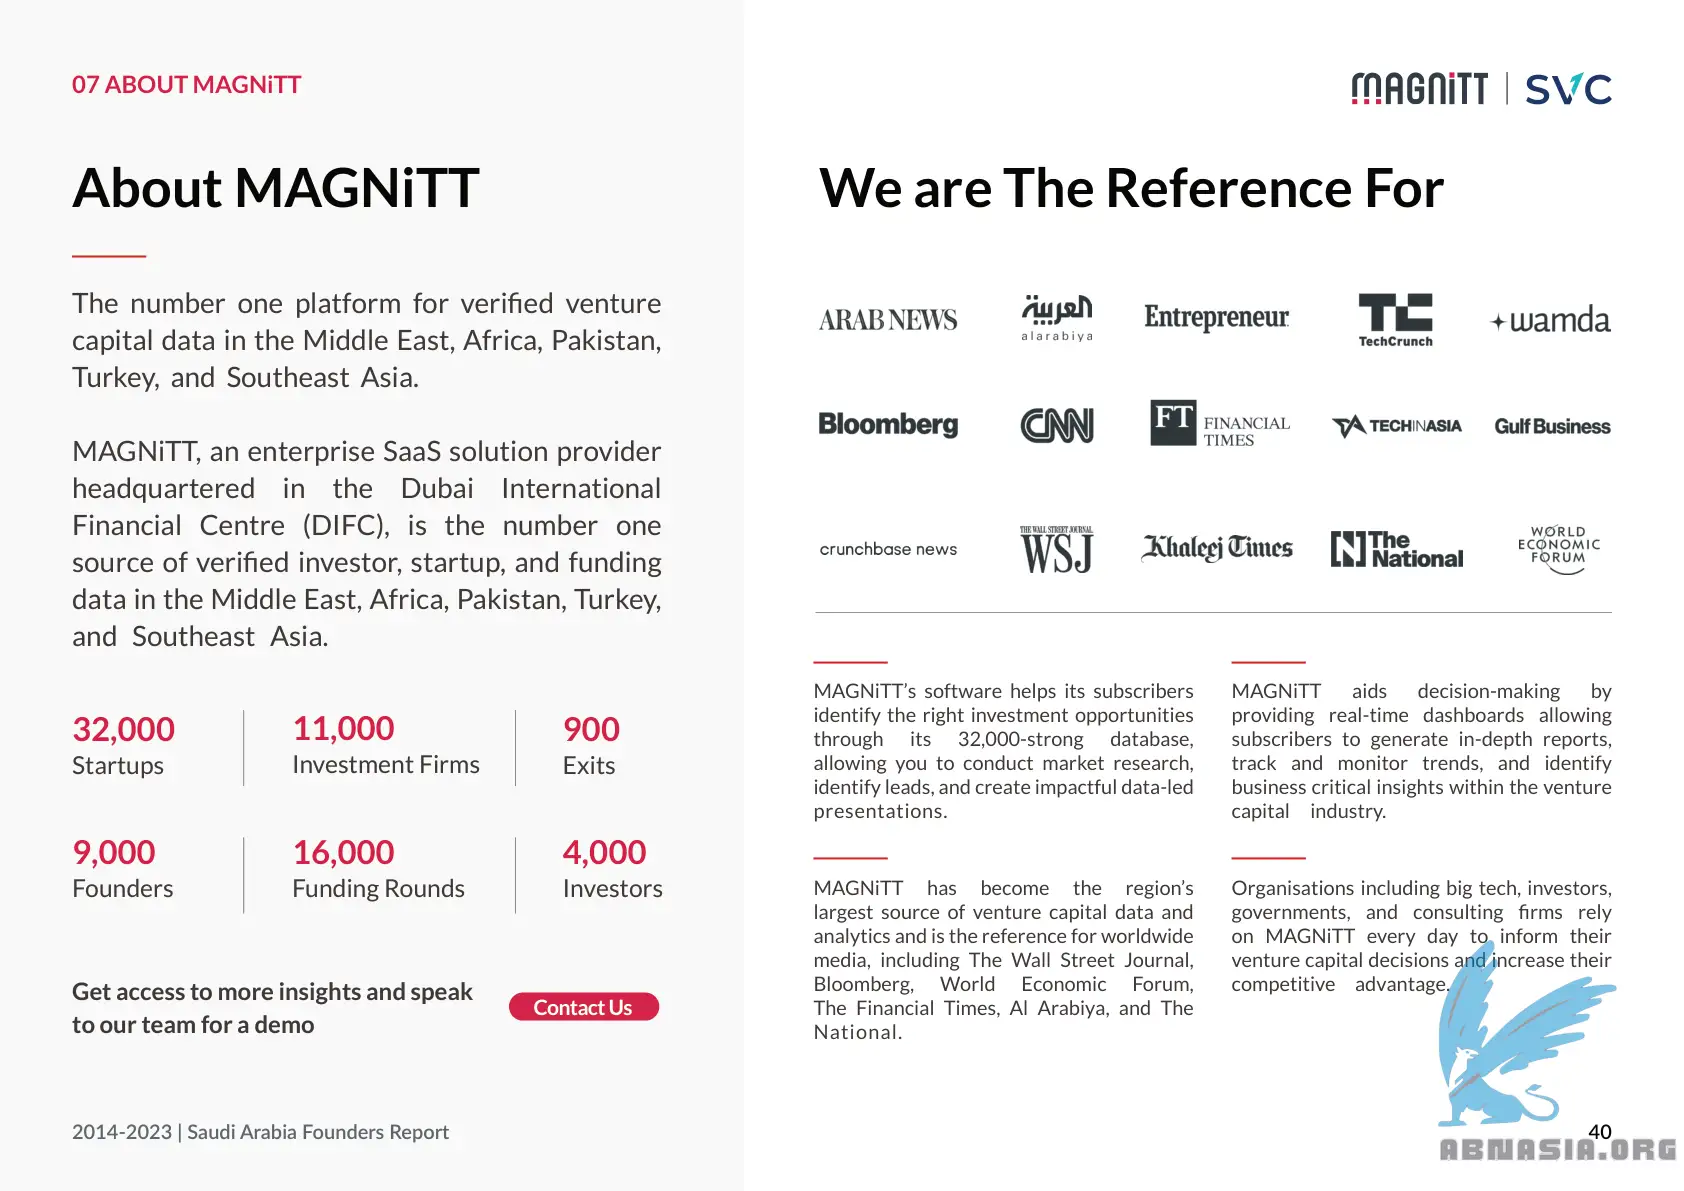 07 ABOUT MAGNiTT
MAGNiTT | SVC
About MAGNiTT
The number one platform for verified venture
capital data in the Middle East, Africa, Pakistan,
Turkey, and Southeast Asia.
MAGNiTT, an enterprise SaaS solution provider
headquartered in the Dubai International
Financial Centre (DIFC), is the number one
source of verified investor, startup, and funding
data in the Middle East, Africa, Pakistan, Turkey,
and Southeast Asia.
32,000
Startups
11,000
Investment Firms
900
Exits
9,000
Founders
16,000
Funding Rounds
4,000
Investors
Get access to more insights and speak
to our team for a demo
Contact Us
We are The Reference For
ARAB NEWS
العربية
alarabiya
Entrepreneur
TC
TechCrunch
wamda
Bloomberg
CNN
FT
FINANCIAL
TIMES
TECHINASIA
Gulf Business
crunchbase news
THE WALL STREET JOURNAL
WSJ
Khaleej Times
N
The
National
WORLD
ECONOMIC
FORUM
MAGNiTT’s software helps its subscribers
identify the right investment opportunities
through its 32,000-strong database,
allowing you to conduct market research,
identify leads, and create impactful data-led
presentations.
MAGNiTT aids decision-making by
providing real-time dashboards allowing
subscribers to generate in-depth reports,
track and monitor trends, and identify
business critical insights within the venture
capital industry.
MAGNiTT has become the region’s
largest source of venture capital data and
analytics and is the reference for worldwide
media, including The Wall Street Journal,
Bloomberg, World Economic Forum,
The Financial Times, Al Arabiya, and The
National.
Organisations including big tech, investors,
governments, and consulting firms rely
on MAGNiTT every day to inform their
venture capital decisions and increase their
competitive advantage.
2014-2023 | Saudi Arabia Founders Report
40
ABNASIA.ORG